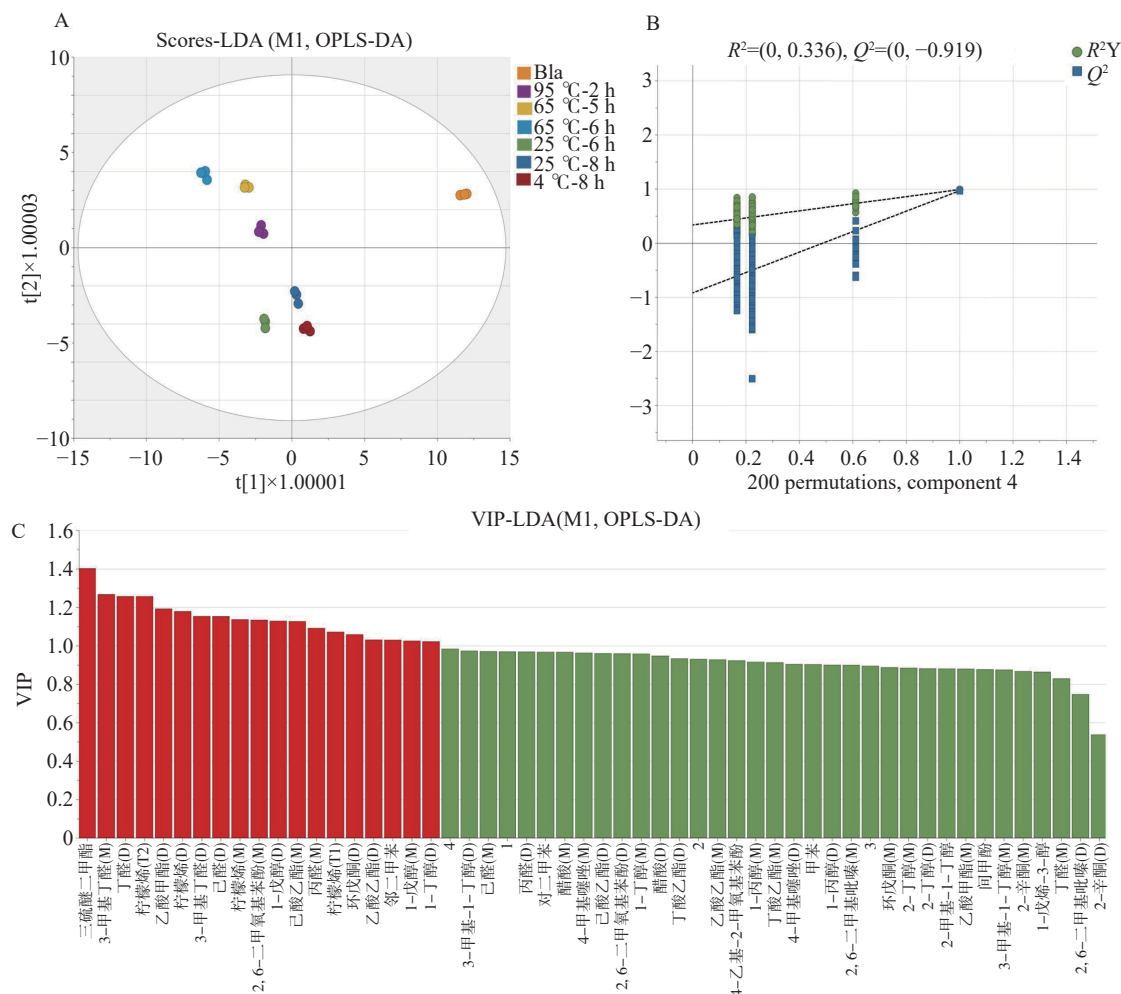 A
Scores-LDA (M1, OPLS-DA)
10
5
0
−5
−10
−15
−10
−5
0
5
10
15
t[2]×1.00003
t[1]×1.00001
Bla
95 ℃-2 h
65 ℃-5 h
65 ℃-6 h
25 ℃-6 h
25 ℃-8 h
4 ℃-8 h
B
R²=(0, 0.336), Q²=(0, −0.919)
R²Y
Q²
3
2
1
0
−1
−2
−3
0
0.2
0.4
0.6
0.8
1.0
1.2
1.4
200 permutations, component 4
C
VIP-LDA(M1, OPLS-DA)
1.6
1.4
1.2
1.0
0.8
0.6
0.4
0.2
0
VIP
三硫醚二甲酯
3−甲基丁醛(M)
丁醛(D)
柠檬烯(T2)
乙酸甲酯(D)
柠檬烯(D)
3−甲基丁醛(D)
己醛(D)
柠檬烯(M)
2, 6−二甲氧基苯酚(M)
1−戊醇(D)
己酸乙酯(M)
丙醛(M)
柠檬烯(T1)
环戊酮(D)
乙酸乙酯(D)
邻二甲苯
1−戊醇(M)
1−丁醇(D)
4
3−甲基−1−丁醇(D)
己醛(M)
1
丙醛(D)
对二甲苯
醋酸(M)
4−甲基噻唑(M)
己酸乙酯(D)
2, 6−二甲氧基苯酚(D)
1−丁醇(M)
醋酸(D)
丁酸乙酯(D)
2
乙酸乙酯(M)
4−乙基−2−甲氧基苯酚
1−丙醇(M)
丁酸乙酯(M)
4−甲基噻唑(D)
甲苯
1−丙醇(D)
2, 6−二甲基吡嗪(M)
3
环戊酮(M)
2−丁醇(M)
2−丁醇(D)
2−甲基−1−丁醇
乙酸甲酯(M)
间甲酚
3−甲基−1−丁醇(M)
2−辛酮(M)
1−戊烯−3−醇
丁醛(M)
2, 6−二甲基吡嗪(D)
2−辛酮(D)